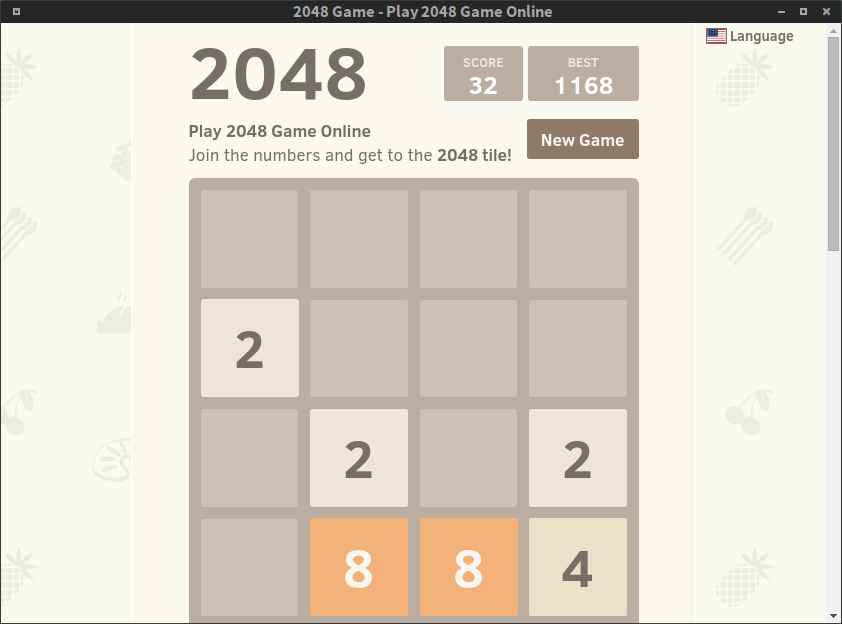 2048 Game - Play 2048 Game Online
Language
2048
SCORE
32
BEST
1168
Play 2048 Game Online
Join the numbers and get to the 2048 tile!
New Game
2
2 2
8 8 4